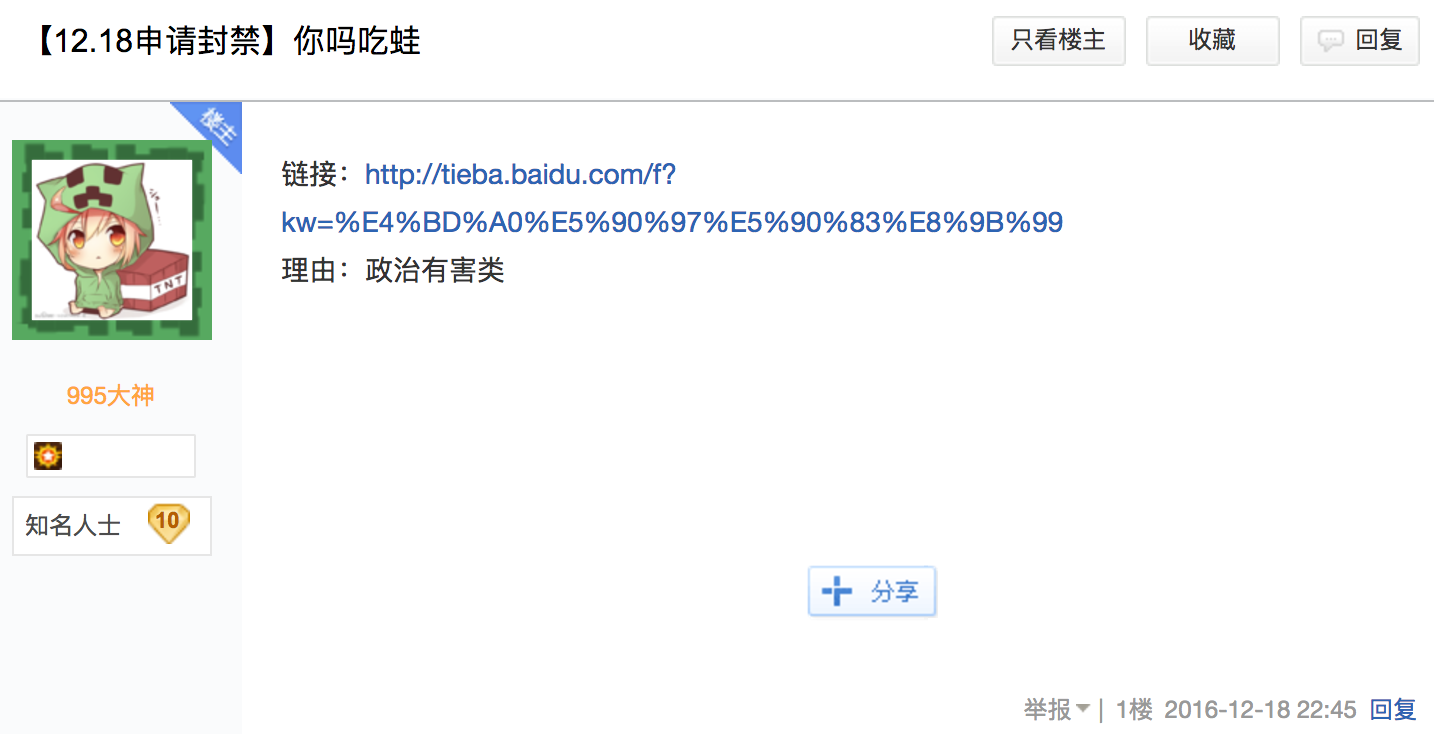 【12.18申请封禁】你吗吃蛙
只看楼主
收藏
回复
楼主
链接：http://tieba.baidu.com/f?
kw=%E4%BD%A0%E5%90%97%E5%90%83%E8%9B%99
理由：政治有害类
TNT
995大神
知名人士 10
分享
举报 | 1楼 2016-12-18 22:45 回复